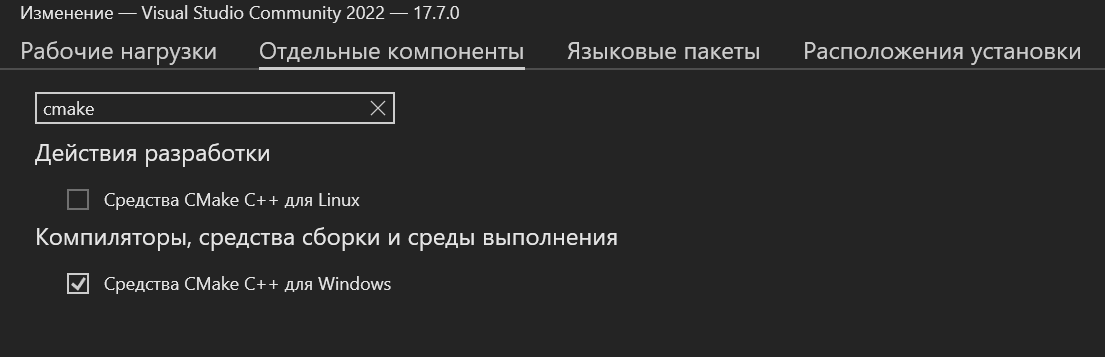 Изменение — Visual Studio Community 2022 — 17.7.0
Рабочие нагрузки Отдельные компоненты Языковые пакеты Расположения установки
cmake
Действия разработки
Средства CMake C++ для Linux
Компиляторы, средства сборки и среды выполнения
Средства CMake C++ для Windows